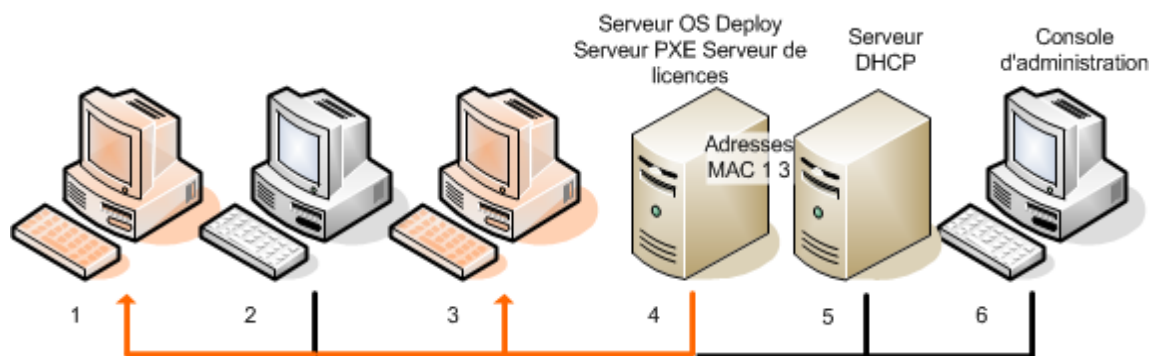 Serveur OS Deploy
Serveur PXE Serveur de
licences
Serveur
DHCP
Console
d'administration
Adresses
MAC 1 3
1
2
3
4
5
6